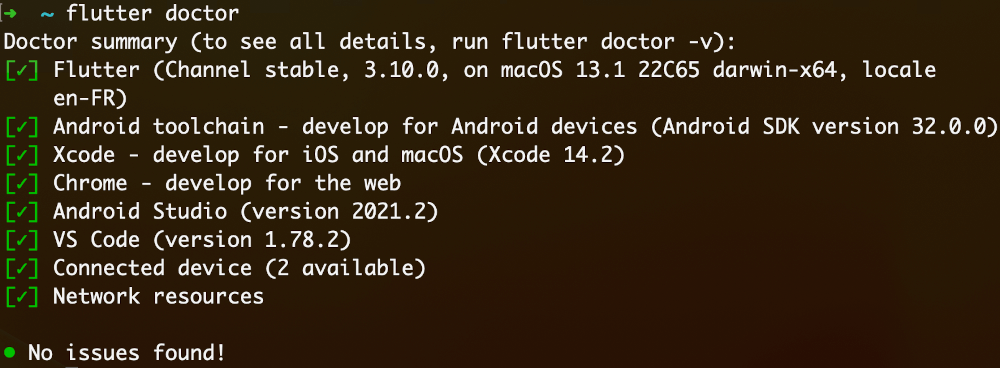 ➜  ~ flutter doctor
Doctor summary (to see all details, run flutter doctor -v):
[✓] Flutter (Channel stable, 3.10.0, on macOS 13.1 22C65 darwin-x64, locale
    en-FR)
[✓] Android toolchain - develop for Android devices (Android SDK version 32.0.0)
[✓] Xcode - develop for iOS and macOS (Xcode 14.2)
[✓] Chrome - develop for the web
[✓] Android Studio (version 2021.2)
[✓] VS Code (version 1.78.2)
[✓] Connected device (2 available)
[✓] Network resources

• No issues found!